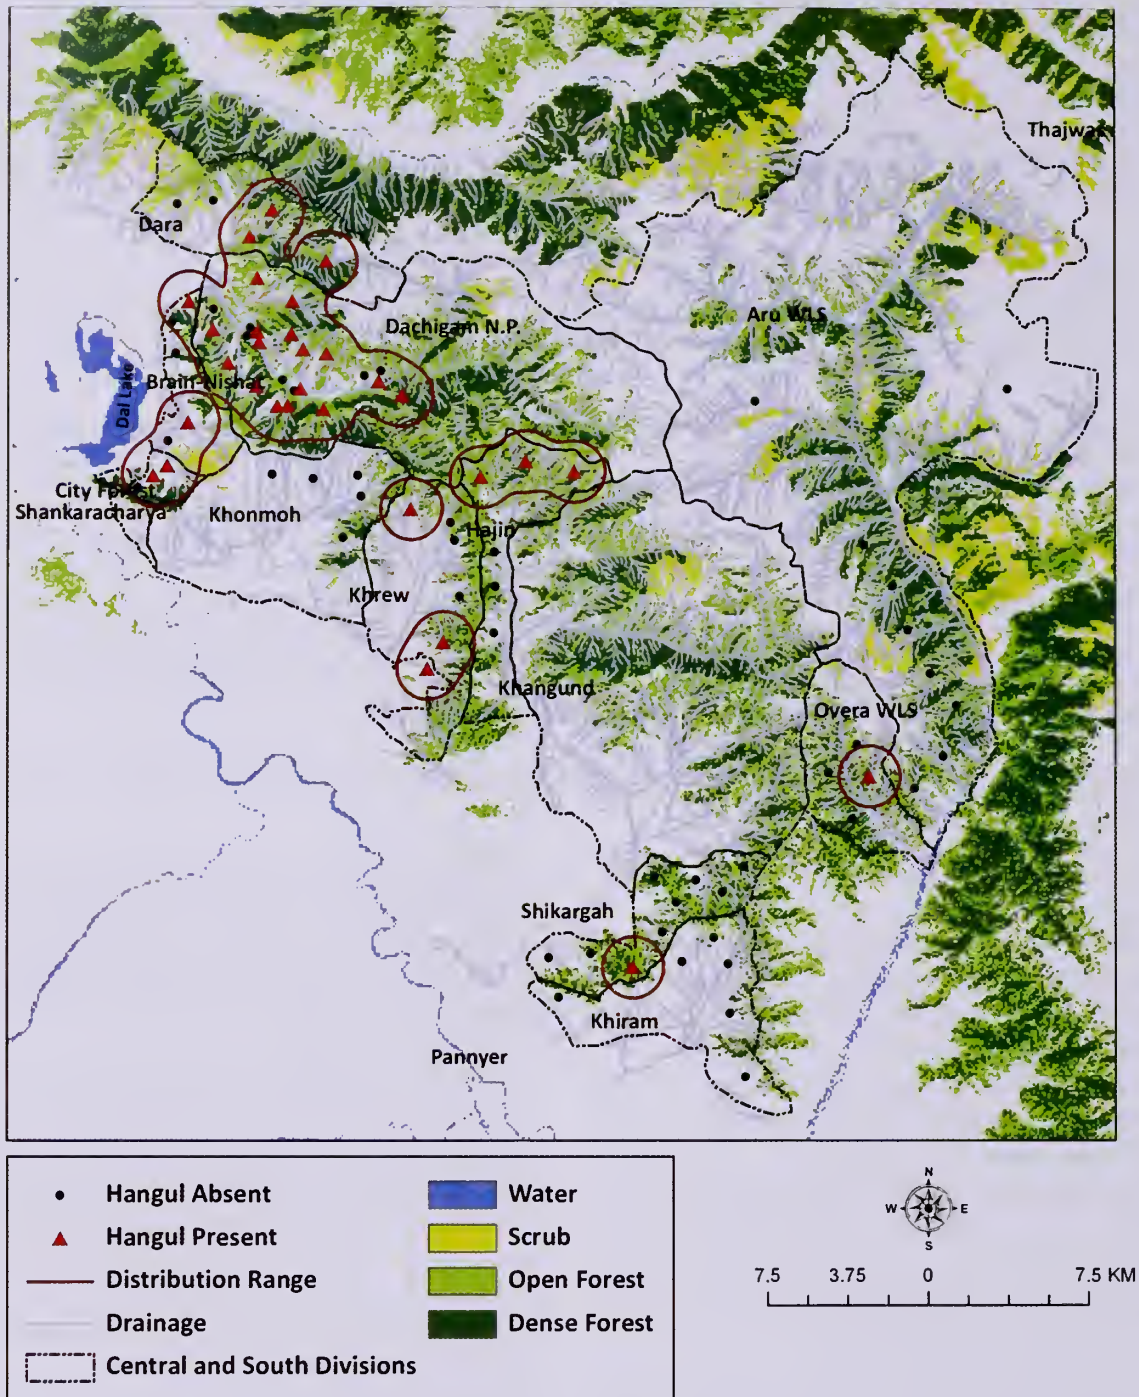 Thajwas
Dara
Aru WLS
Dachigam N.P.
Brain-Nishat
Dal Lake
City Forest
Shankaracharya
Khonmoh
Hajin
Khrew
Khangund
Overa WLS
Shikargah
Khiram
Pannyer
Hangul Absent
Hangul Present
Distribution Range
Drainage
Central and South Divisions
Water
Scrub
Open Forest
Dense Forest
N
W E
S
7.5 3.75 0 7.5 KM